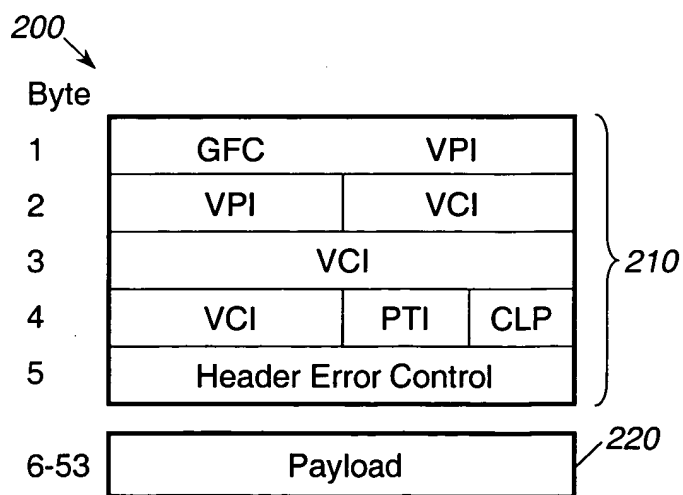 200
Byte
1 GFC VPI
2 VPI VCI
3 VCI 210
4 VCI PTI CLP
5 Header Error Control
220
6-53 Payload